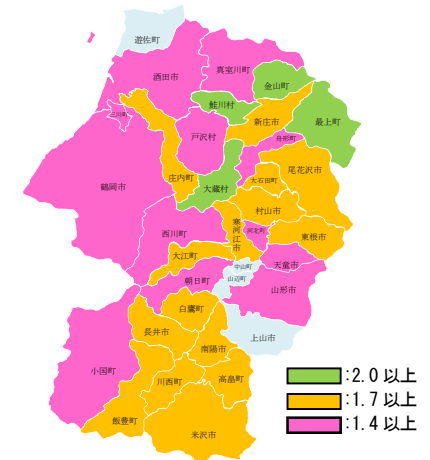 遊佐町
酒田市
真室川町
金山町
鮭川村
最上町
新庄市
三川町
戸沢村
舟形町
庄内町
大蔵村
尾花沢市
大石田町
鶴岡市
村山市
西川町
寒河江市
河北町
東根市
大江町
中山町
天童市
朝日町
山辺町
山形市
白鷹町
長井市
上山市
南陽市
小国町
川西町
高畠町
飯豊町
米沢市
:2.0 以上
:1.7 以上
:1.4 以上